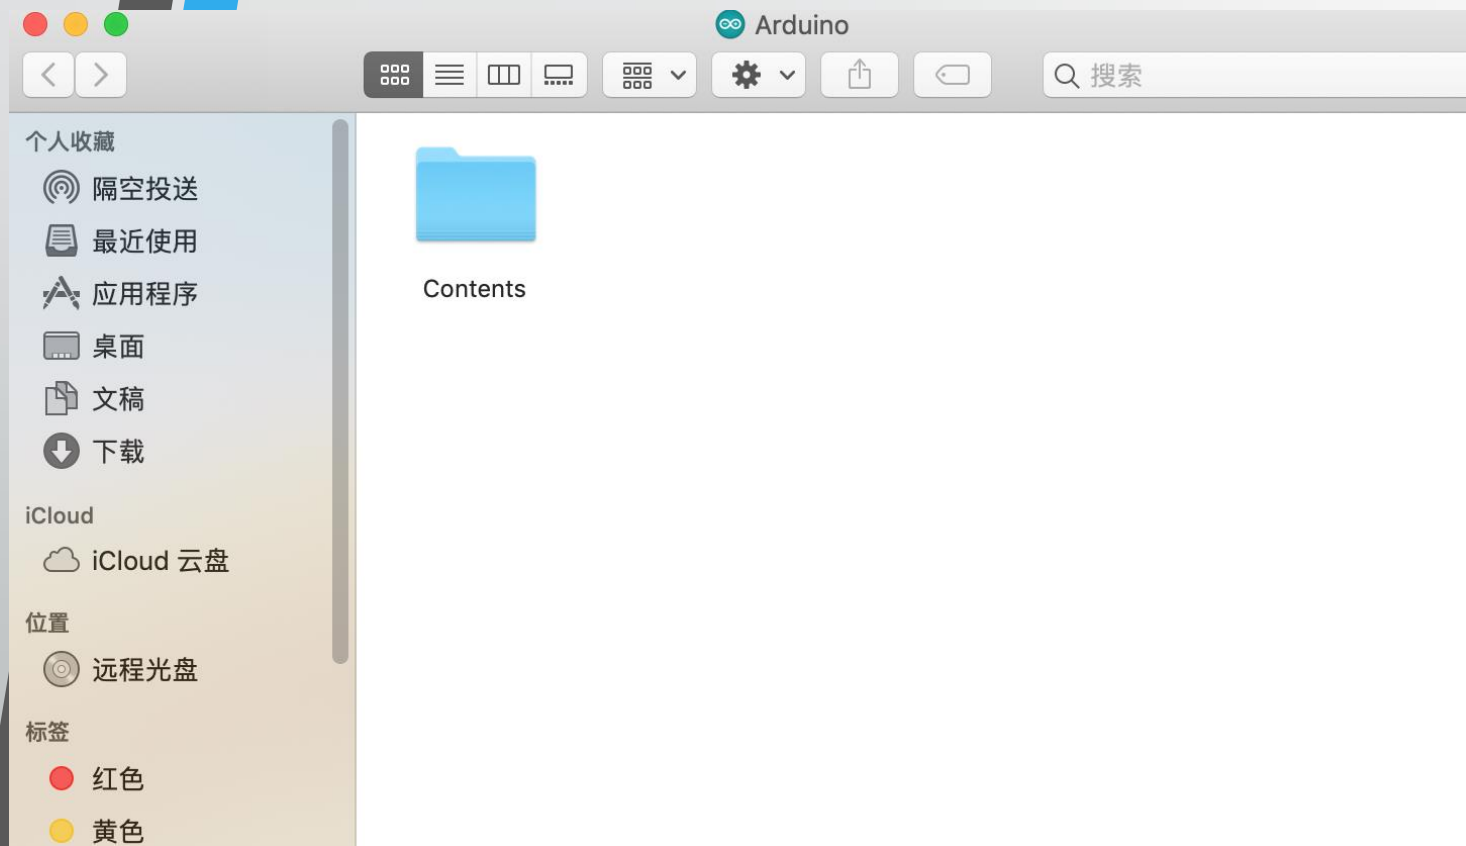 Arduino
搜索
个人收藏
隔空投送
最近使用
应用程序
桌面
文稿
下载
iCloud
iCloud 云盘
位置
远程光盘
标签
红色
黄色
Contents